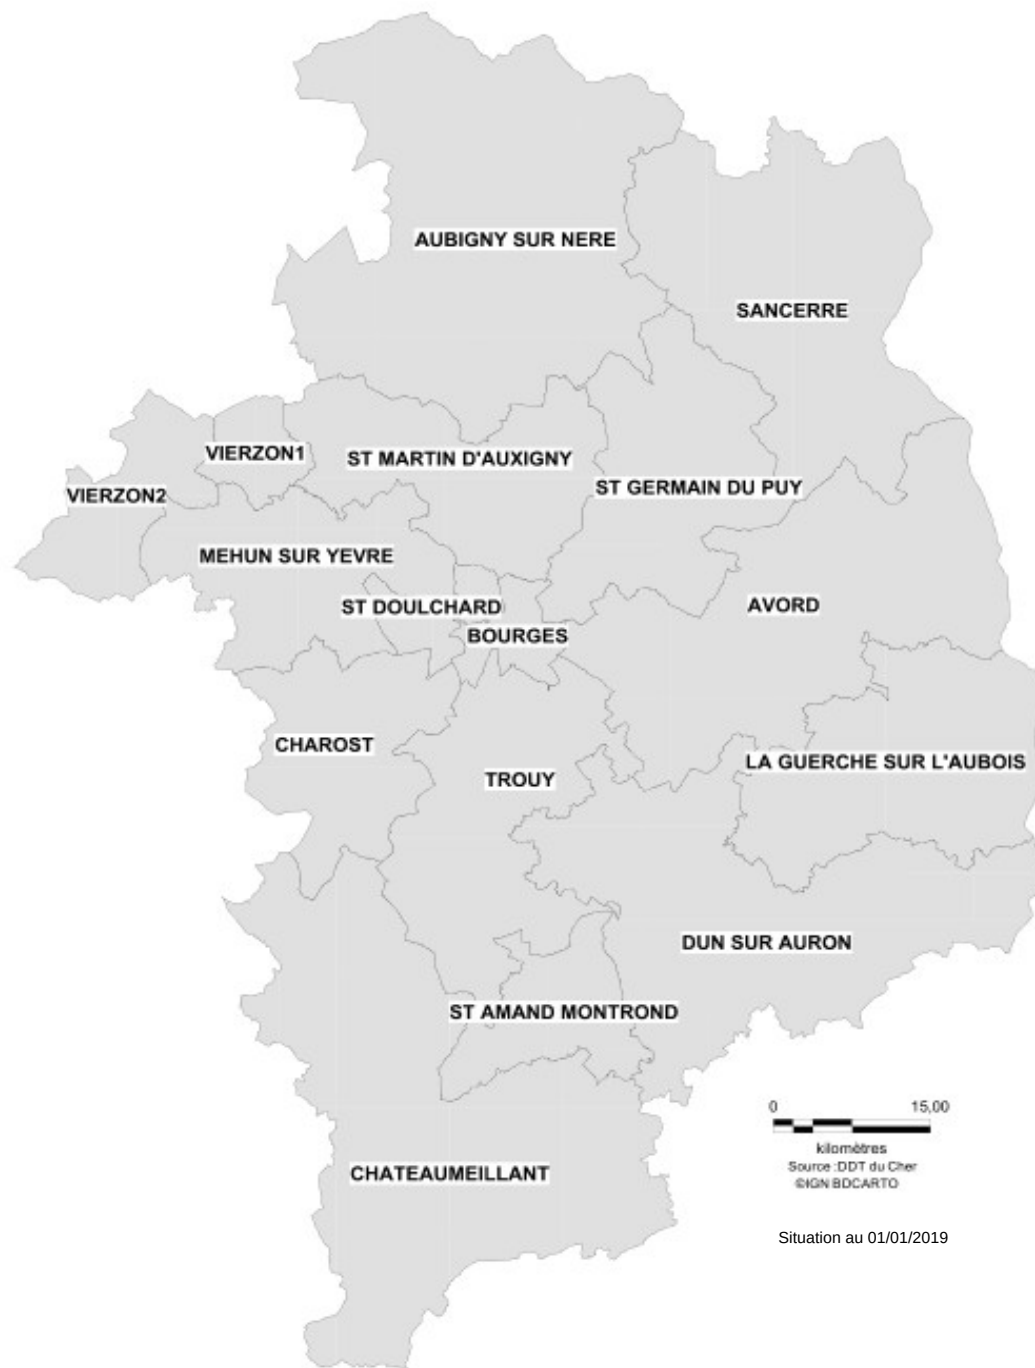 AUBIGNY SUR NERE
SANCERRE
VIERZON1
ST MARTIN D'AUXIGNY
ST GERMAIN DU PUY
VIERZON2
MEHUN SUR YEVRE
ST DOULCHARD
AVORD
BOURGES
CHAROST
LA GUERCHE SUR L'AUBOIS
TROUY
DUN SUR AURON
ST AMAND MONTROND
0 15,00
kilomètres
Source :DDT du Cher
©IGN BDCARTO
CHATEAUMEILLANT
Situation au 01/01/2019